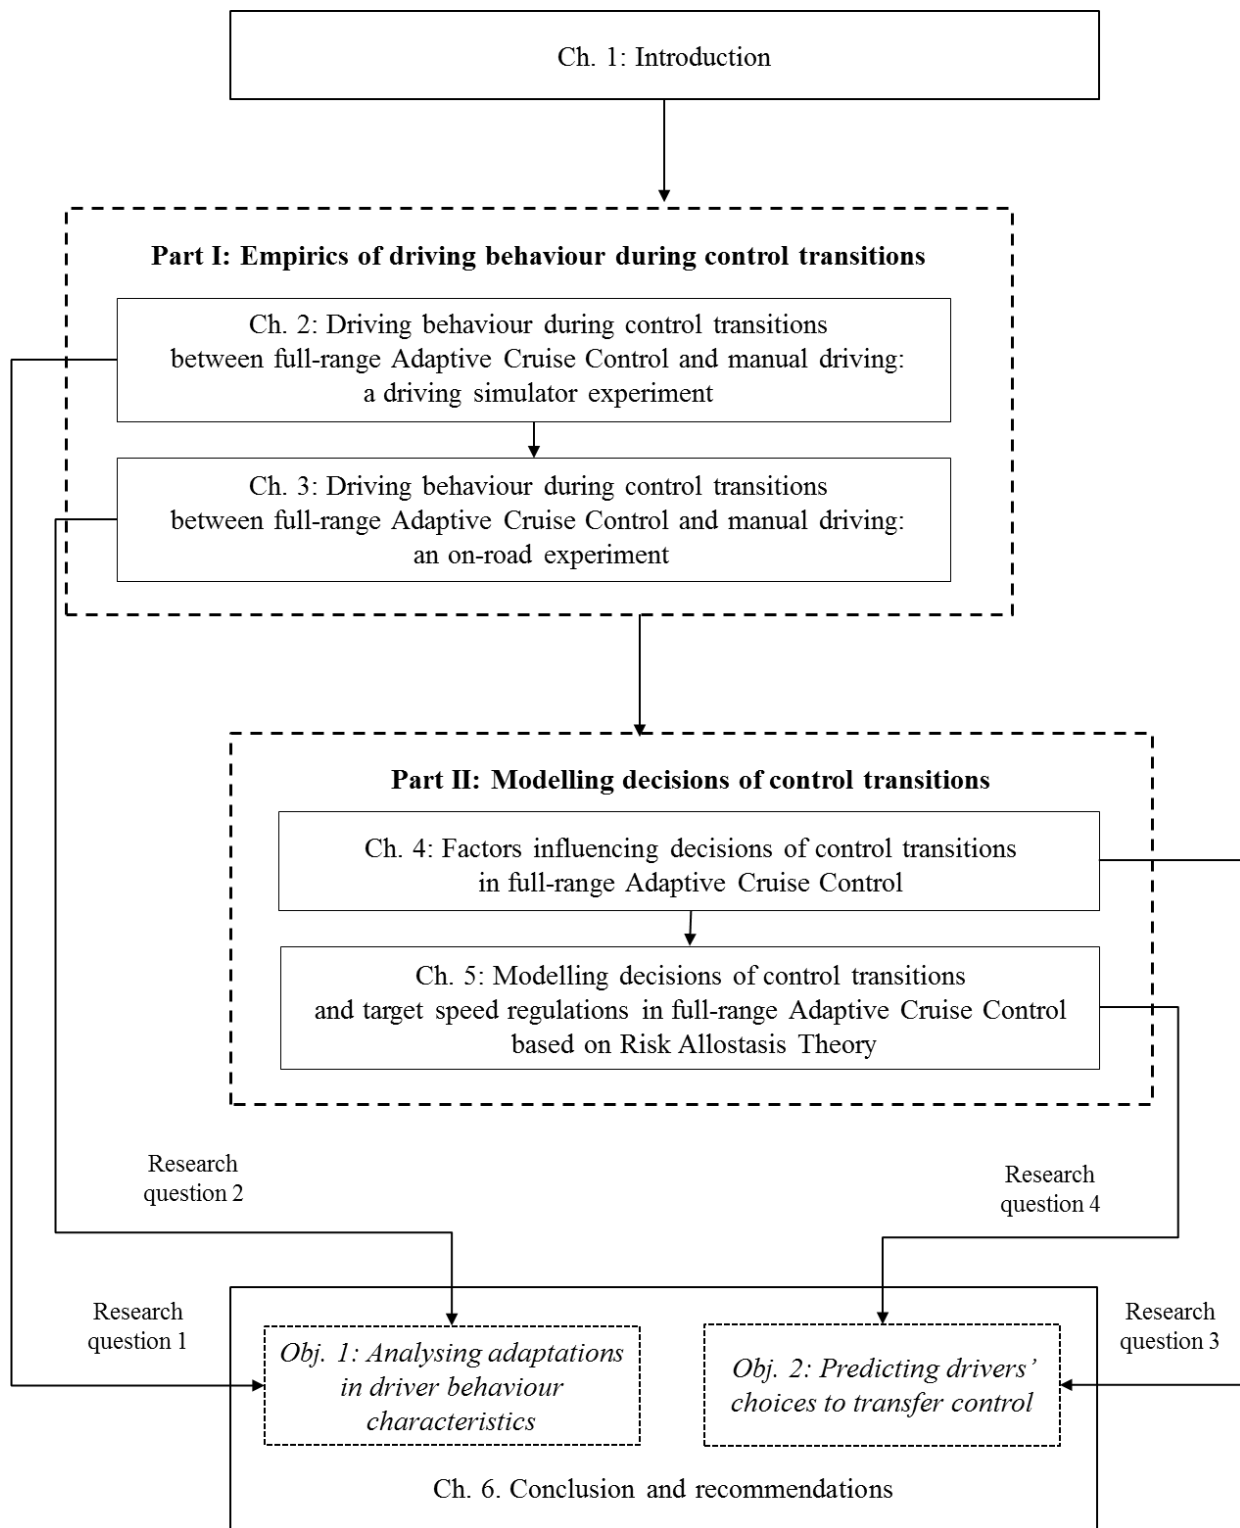 Ch. 1: Introduction
Part I: Empirics of driving behaviour during control transitions
Ch. 2: Driving behaviour during control transitions
between full-range Adaptive Cruise Control and manual driving:
a driving simulator experiment
Ch. 3: Driving behaviour during control transitions
between full-range Adaptive Cruise Control and manual driving:
an on-road experiment
Part II: Modelling decisions of control transitions
Ch. 4: Factors influencing decisions of control transitions
in full-range Adaptive Cruise Control
Ch. 5: Modelling decisions of control transitions
and target speed regulations in full-range Adaptive Cruise Control
based on Risk Allostasis Theory
Research
question 2
Research
question 4
Research
question 1
Obj. 1: Analysing adaptations
in driver behaviour
characteristics
Obj. 2: Predicting drivers’
choices to transfer control
Research
question 3
Ch. 6. Conclusion and recommendations